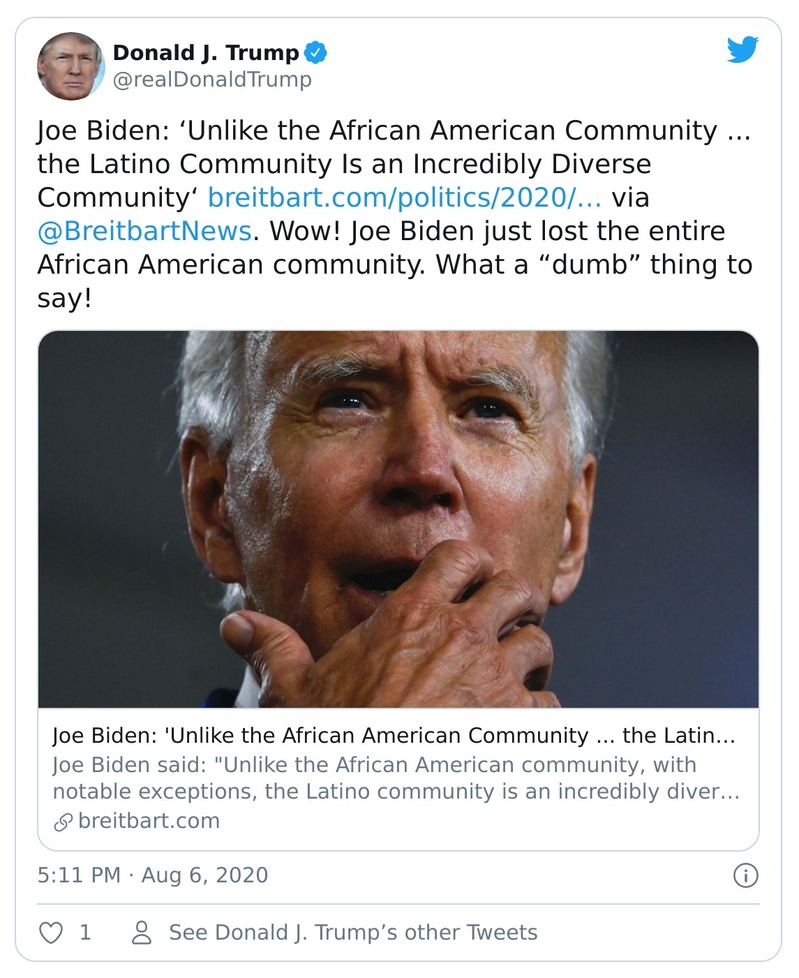 Donald J. Trump
@realDonaldTrump
Joe Biden: ‘Unlike the African American Community ...
the Latino Community Is an Incredibly Diverse
Community‘ breitbart.com/politics/2020/… via
@BreitbartNews. Wow! Joe Biden just lost the entire
African American community. What a “dumb” thing to
say!
Joe Biden: 'Unlike the African American Community ... the Latin…
Joe Biden said: "Unlike the African American community, with
notable exceptions, the Latino community is an incredibly diver…
breitbart.com
5:11 PM · Aug 6, 2020
1 See Donald J. Trump’s other Tweets